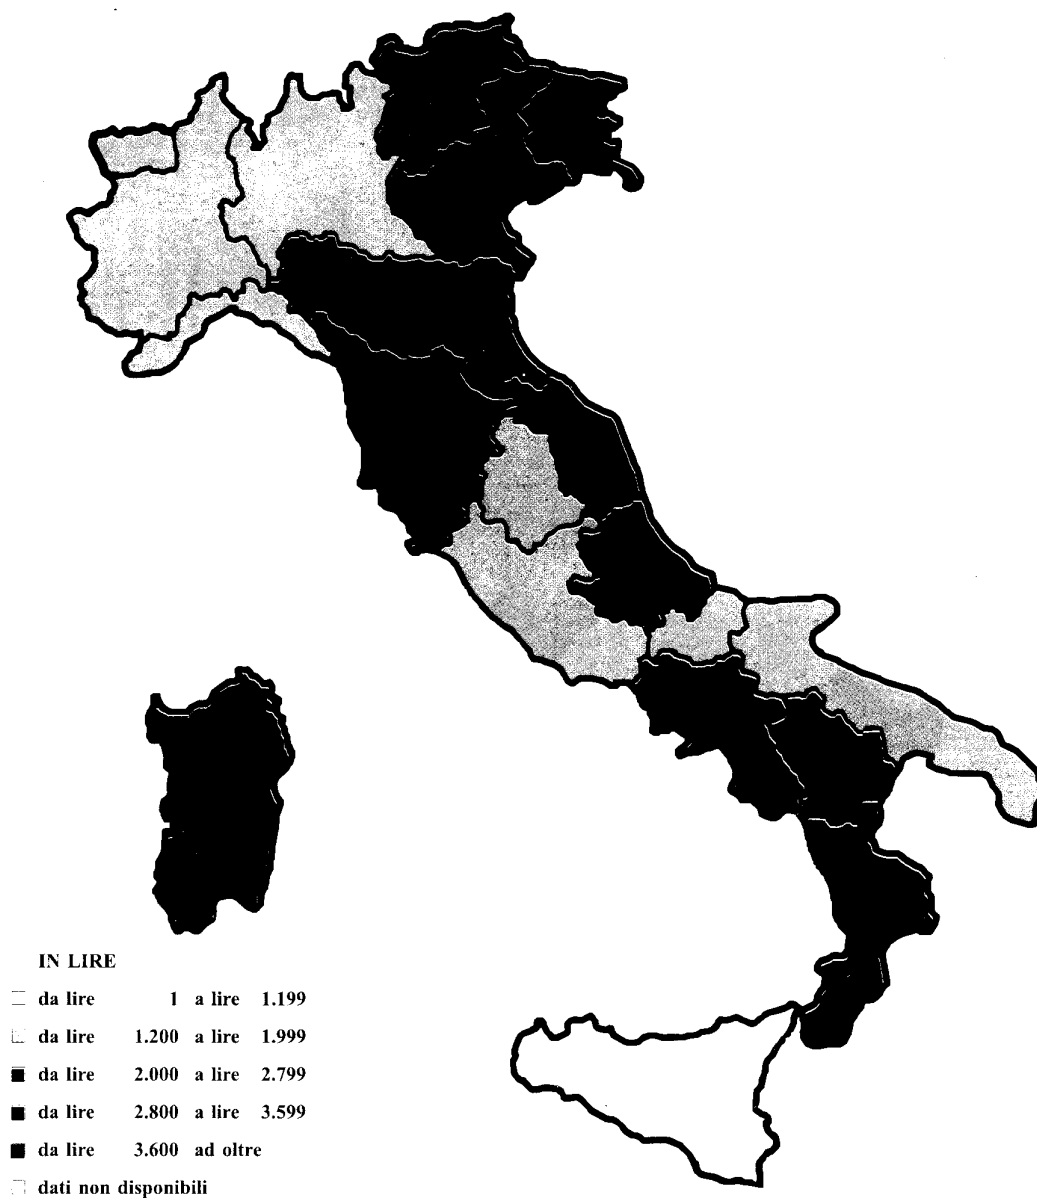 IN LIRE
da lire 1 a lire 1.199
da lire 1.200 a lire 1.999
da lire 2.000 a lire 2.799
da lire 2.800 a lire 3.599
da lire 3.600 ad oltre
dati non disponibili